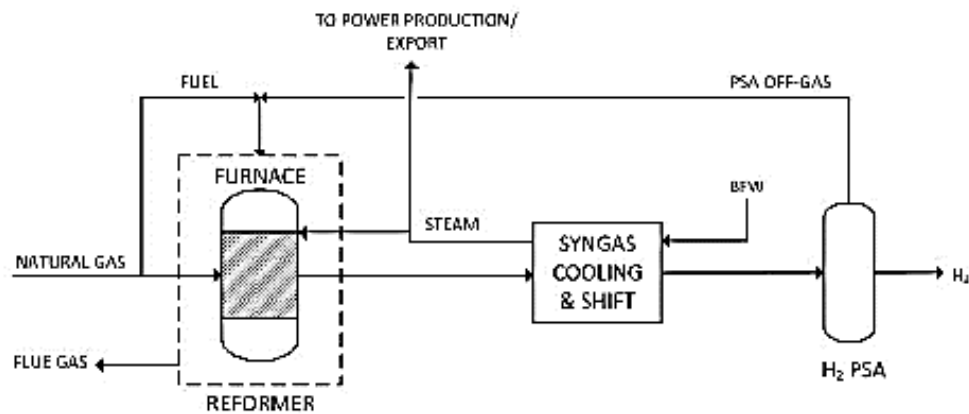 TO POWER PRODUCTION/
EXPORT
FUEL
PSA OFF-GAS
FURNACE
BFW
STEAM
SYNGAS
COOLING
& SHIFT
NATURAL GAS
H₂
FLUE GAS
H₂ PSA
REFORMER